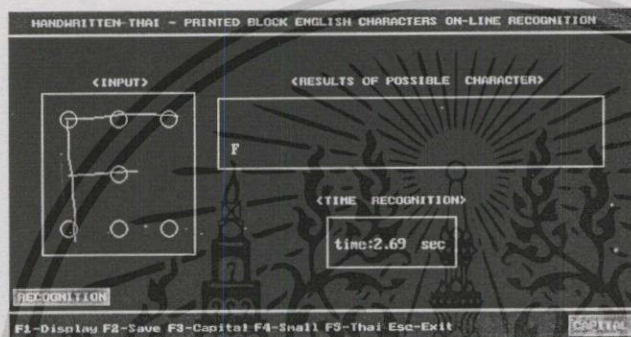 HANDWRITTEN-THAI - PRINTED BLOCK ENGLISH CHARACTERS ON-LINE RECOGNITION
<INPUT>
<RESULTS OF POSSIBLE CHARACTER>
F
<TIME RECOGNITION>
time:2.69 sec
RECOGNITION
F1-Display F2-Save F3-Capital F4-Small F5-Thai Esc-Exit
CAPITAL